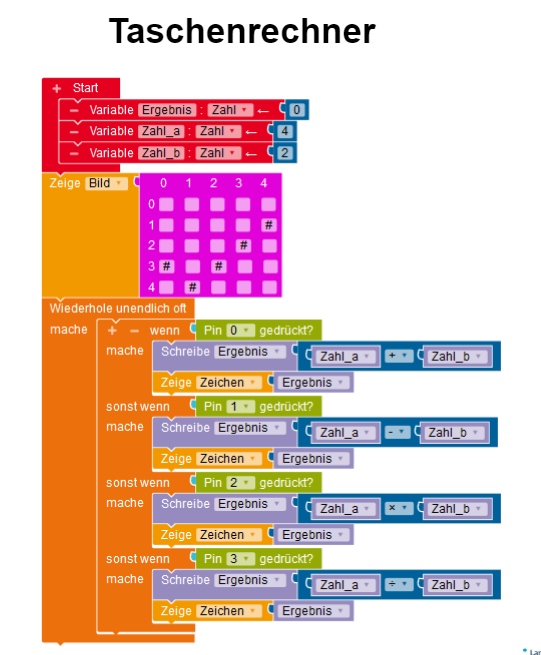 Taschenrechner
+ Start
− Variable Ergebnis : Zahl ← 0
− Variable Zahl_a : Zahl ← 4
− Variable Zahl_b : Zahl ← 2
Zeige Bild 0 1 2 3 4
0
1 #
2 #
3 # #
4 #
Wiederhole unendlich oft
mache + − wenn Pin 0 gedrückt?
mache Schreibe Ergebnis Zahl_a + Zahl_b
Zeige Zeichen Ergebnis
sonst wenn Pin 1 gedrückt?
mache Schreibe Ergebnis Zahl_a - Zahl_b
Zeige Zeichen Ergebnis
sonst wenn Pin 2 gedrückt?
mache Schreibe Ergebnis Zahl_a × Zahl_b
Zeige Zeichen Ergebnis
sonst wenn Pin 3 gedrückt?
mache Schreibe Ergebnis Zahl_a ÷ Zahl_b
Zeige Zeichen Ergebnis